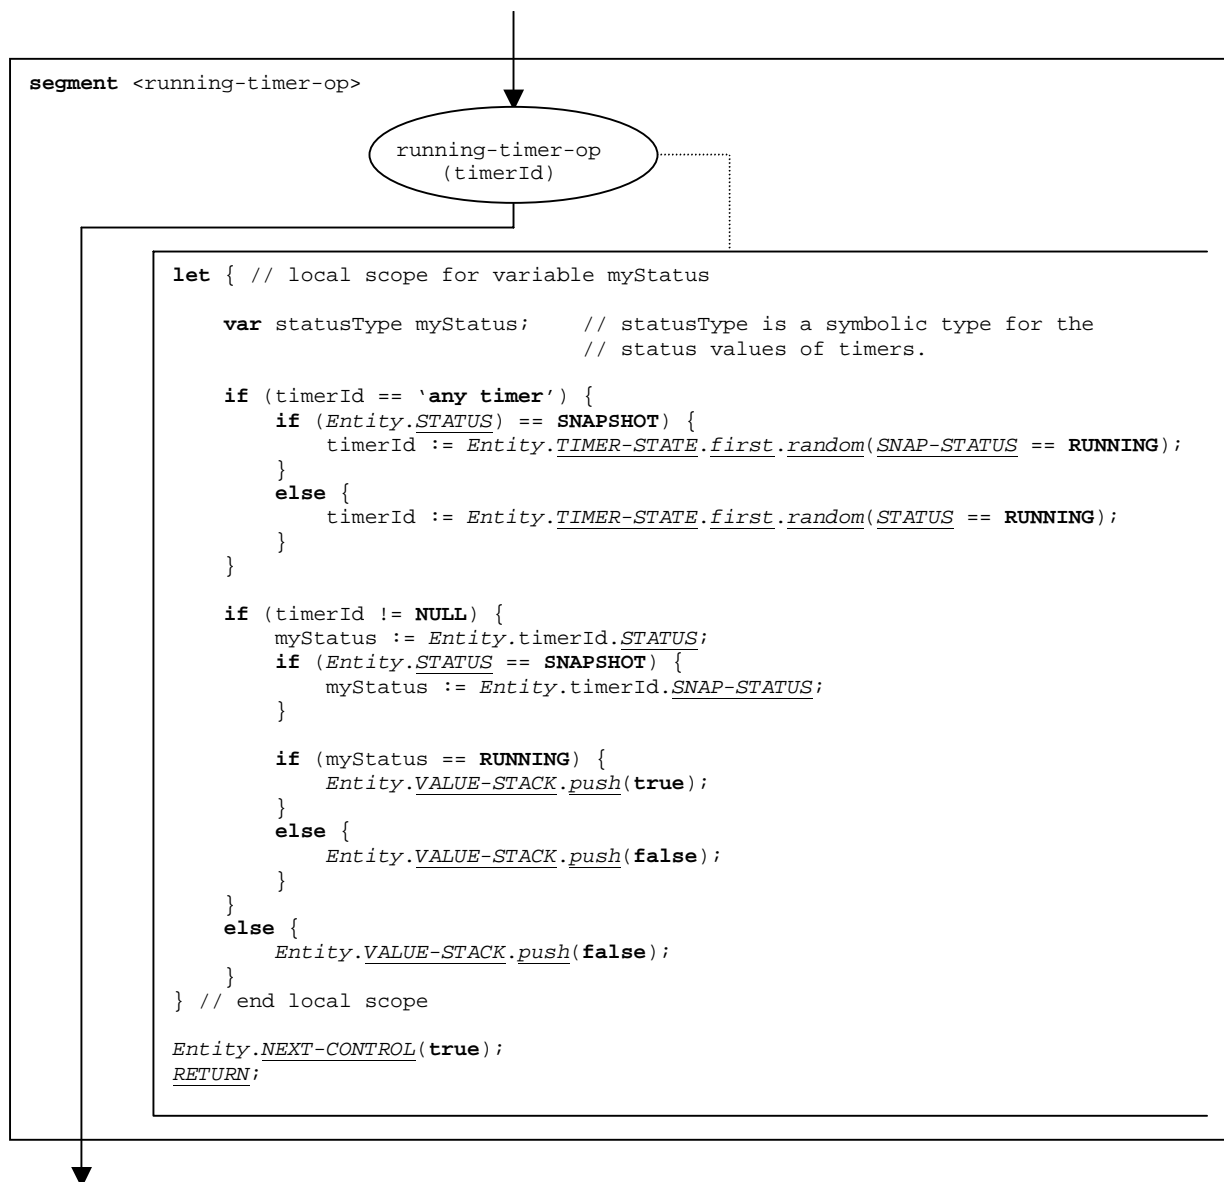 segment <running-timer-op>
running-timer-op
(timerId)
let { // local scope for variable myStatus
var statusType myStatus; // statusType is a symbolic type for the
// status values of timers.
if (timerId == ‘any timer’) {
if (Entity.STATUS) == SNAPSHOT) {
timerId := Entity.TIMER-STATE.first.random(SNAP-STATUS == RUNNING);
}
else {
timerId := Entity.TIMER-STATE.first.random(STATUS == RUNNING);
}
}
if (timerId != NULL) {
myStatus := Entity.timerId.STATUS;
if (Entity.STATUS == SNAPSHOT) {
myStatus := Entity.timerId.SNAP-STATUS;
}
if (myStatus == RUNNING) {
Entity.VALUE-STACK.push(true);
}
else {
Entity.VALUE-STACK.push(false);
}
}
else {
Entity.VALUE-STACK.push(false);
}
} // end local scope
Entity.NEXT-CONTROL(true);
RETURN;